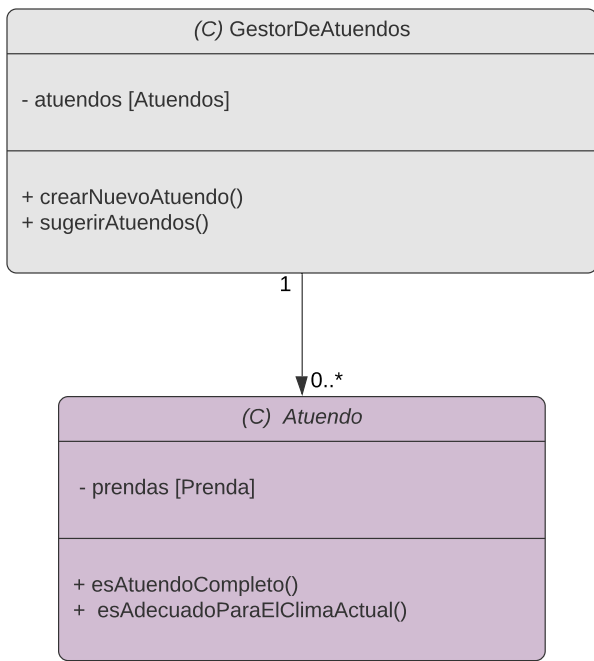 (C) GestorDeAtuendos
- atuendos [Atuendos]
+ crearNuevoAtuendo()
+ sugerirAtuendos()
1
0..*
(C)  Atuendo
- prendas [Prenda]
+ esAtuendoCompleto()
+  esAdecuadoParaElClimaActual()